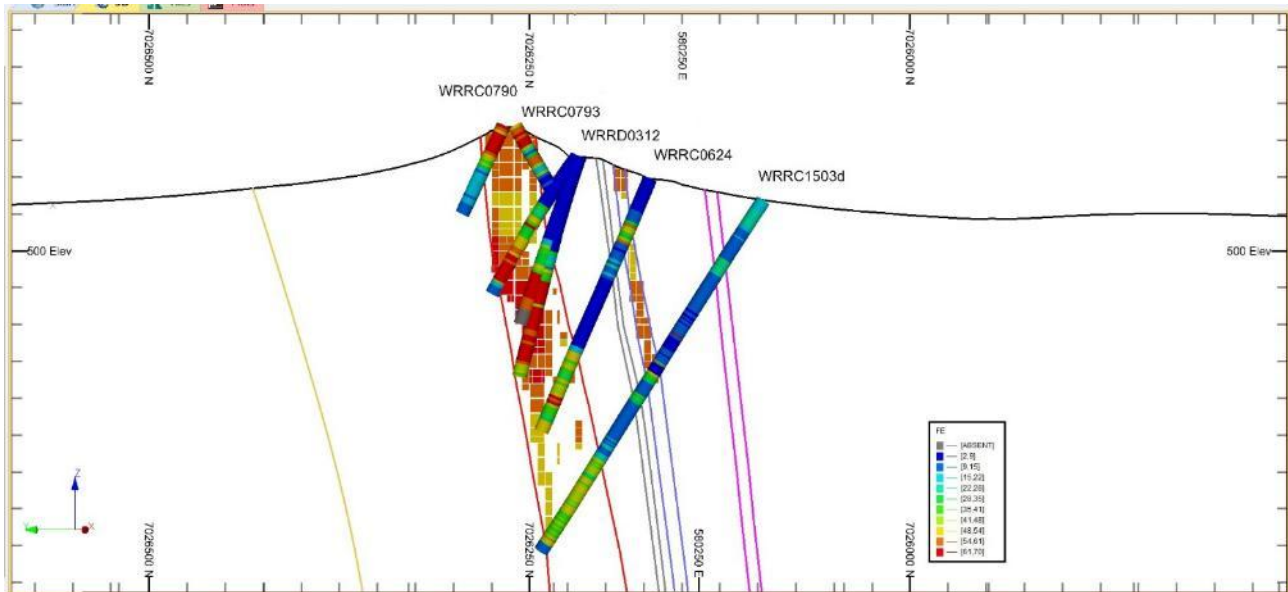 7026500 N
7026250 N
580250 E
7026000 N
WRRC0790
WRRC0793
WRRD0312
WRRC0624
WRRC1503d
500 Elev
500 Elev
FE
[ABSENT]
[2,9]
[9,15]
[15,22]
[22,28]
[28,35]
[35,41]
[41,48]
[48,54]
[54,61]
[61,70]
Z
X
7026500 N
7026250 N
580250 E
7026000 N